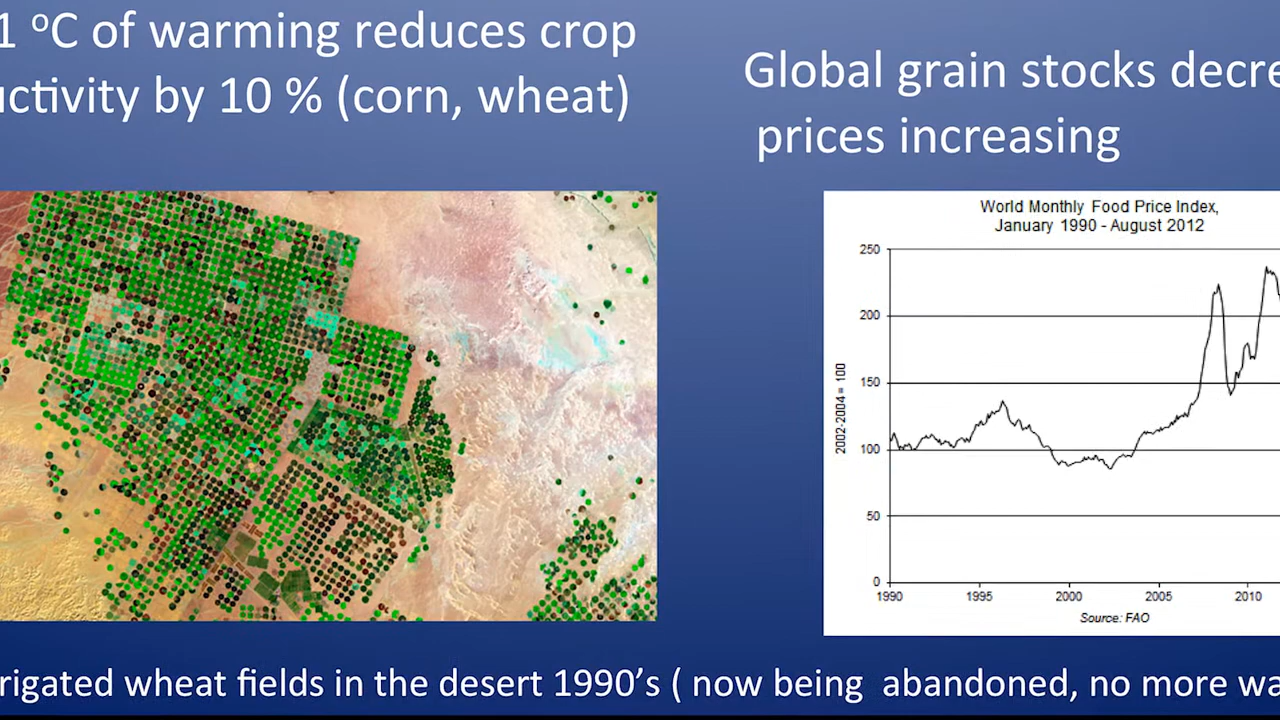 1 ºC of warming reduces crop
uctivity by 10 % (corn, wheat)
Global grain stocks decre
prices increasing
World Monthly Food Price Index,
January 1990 - August 2012
2002-2004 = 100
250
200
150
100
50
0
1990
1995
2000
2005
2010
Source: FAO
rigated wheat fields in the desert 1990's ( now being abandoned, no more wa